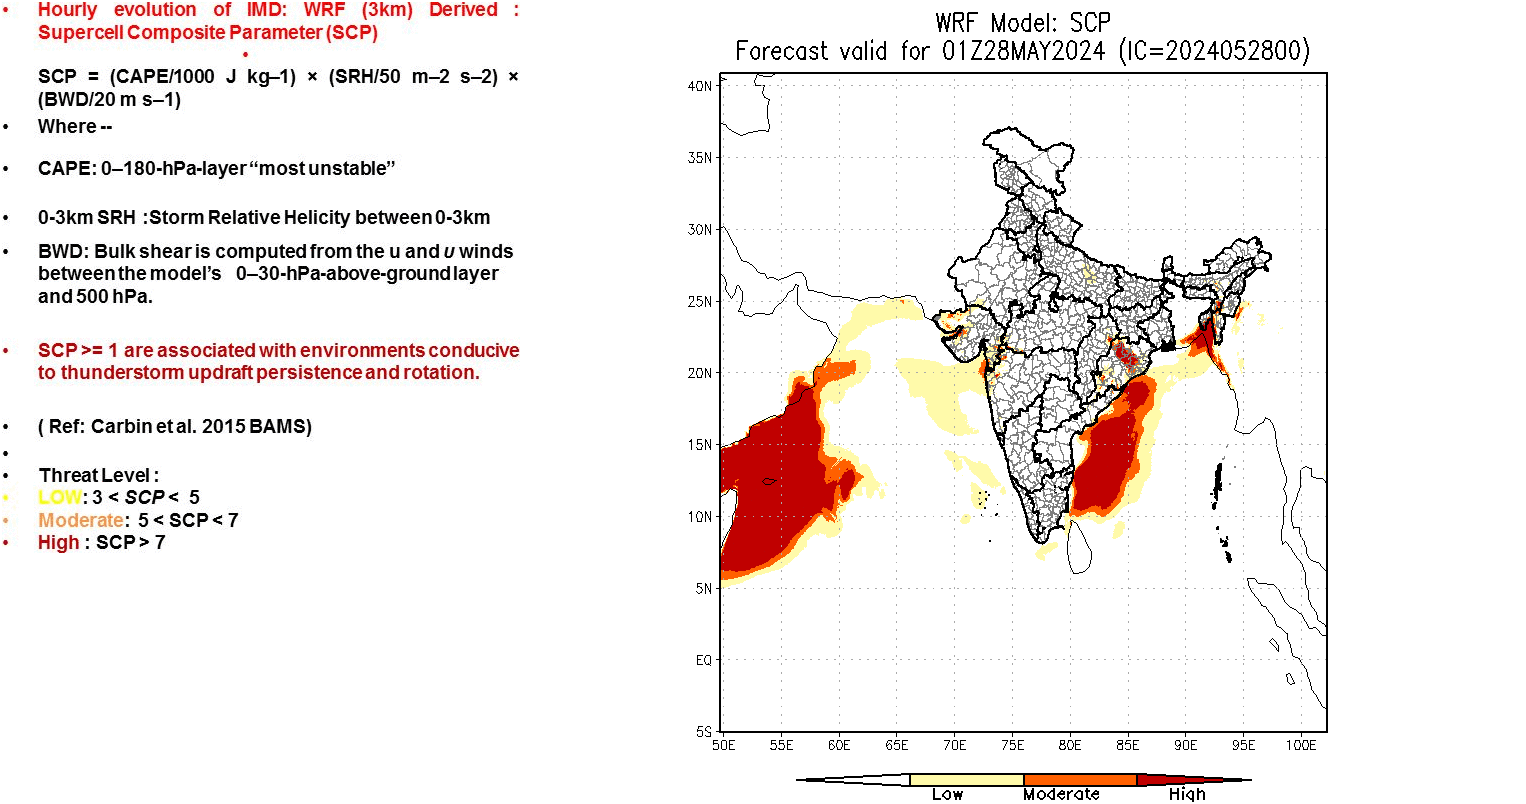 • Hourly evolution of IMD: WRF (3km) Derived :
Supercell Composite Parameter (SCP)
•
SCP = (CAPE/1000 J kg–1) × (SRH/50 m–2 s–2) ×
(BWD/20 m s–1)
• Where --
• CAPE: 0–180-hPa-layer “most unstable”
• 0-3km SRH :Storm Relative Helicity between 0-3km
• BWD: Bulk shear is computed from the u and υ winds
between the model’s 0–30-hPa-above-ground layer
and 500 hPa.
• SCP >= 1 are associated with environments conducive
to thunderstorm updraft persistence and rotation.
• ( Ref: Carbin et al. 2015 BAMS)
•
• Threat Level :
• LOW: 3 < SCP < 5
• Moderate: 5 < SCP < 7
• High : SCP > 7
WRF Model: SCP
Forecast valid for 01Z28MAY2024 (IC=2024052800)
40N
35N
30N
25N
20N
15N
10N
5N
EQ
5S
50E 55E 60E 65E 70E 75E 80E 85E 90E 95E 100E
Low Moderate High